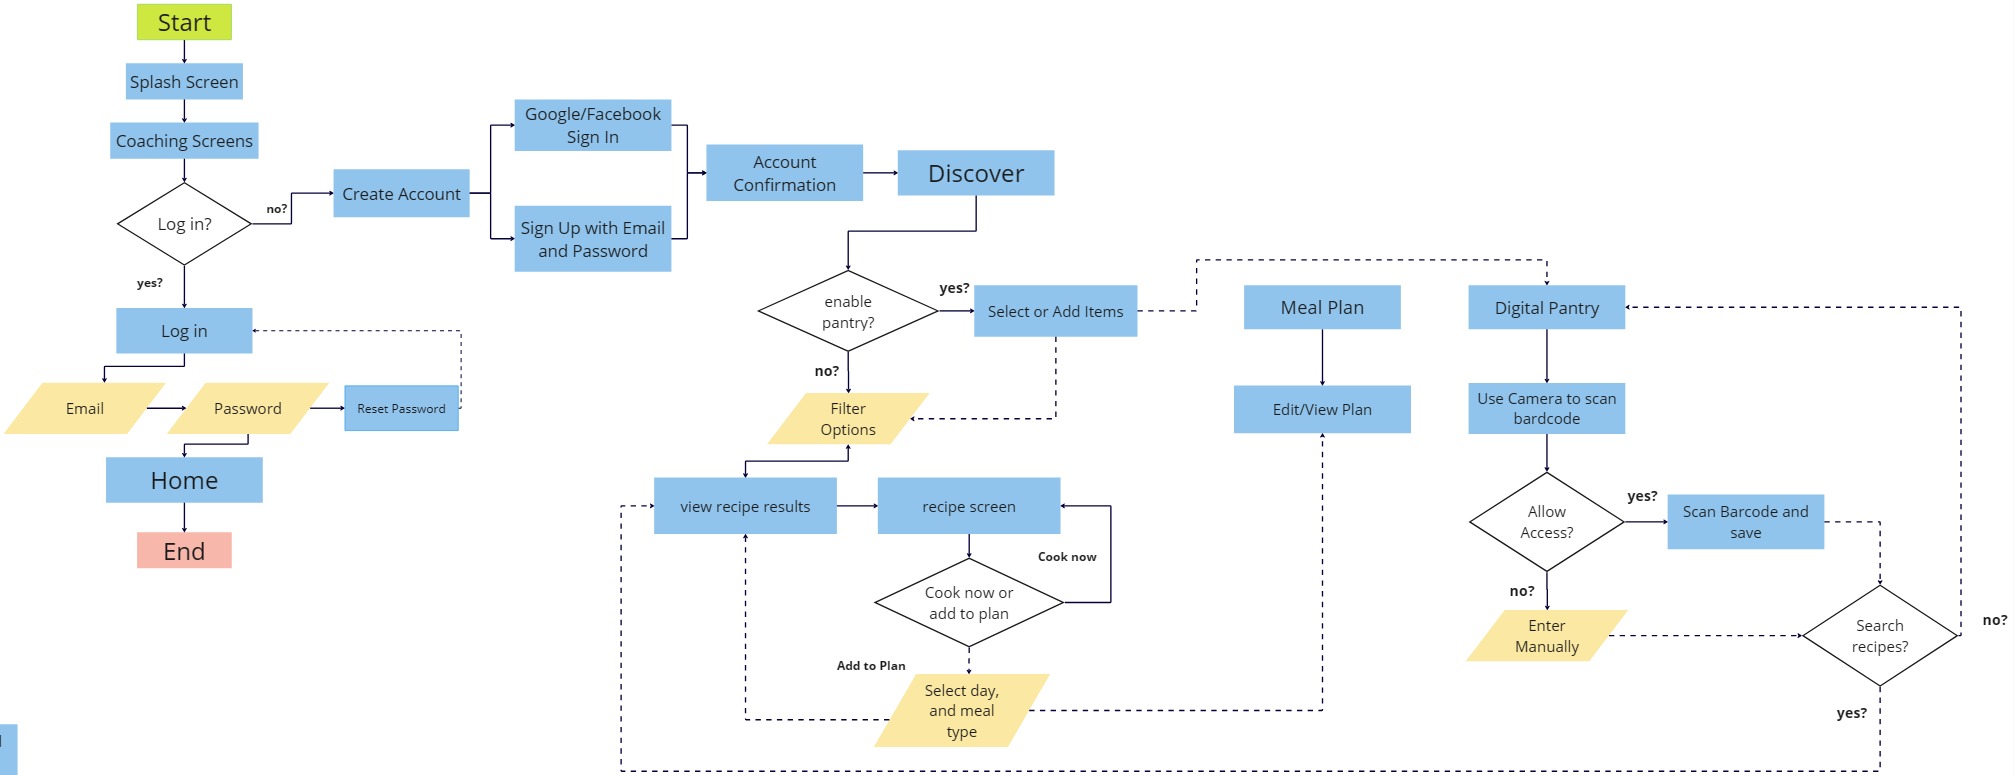 Start
Splash Screen
Coaching Screens
Log in?
no?
yes?
Log in
Email
Password
Reset Password
Home
End
Create Account
Google/Facebook
Sign In
Sign Up with Email
and Password
Account
Confirmation
Discover
enable
pantry?
yes?
no?
Select or Add Items
Filter
Options
view recipe results
recipe screen
Cook now
Cook now or
add to plan
Add to Plan
Select day,
and meal
type
Meal Plan
Edit/View Plan
Digital Pantry
Use Camera to scan
bardcode
Allow
Access?
yes?
no?
Scan Barcode and
save
Enter
Manually
Search
recipes?
no?
yes?